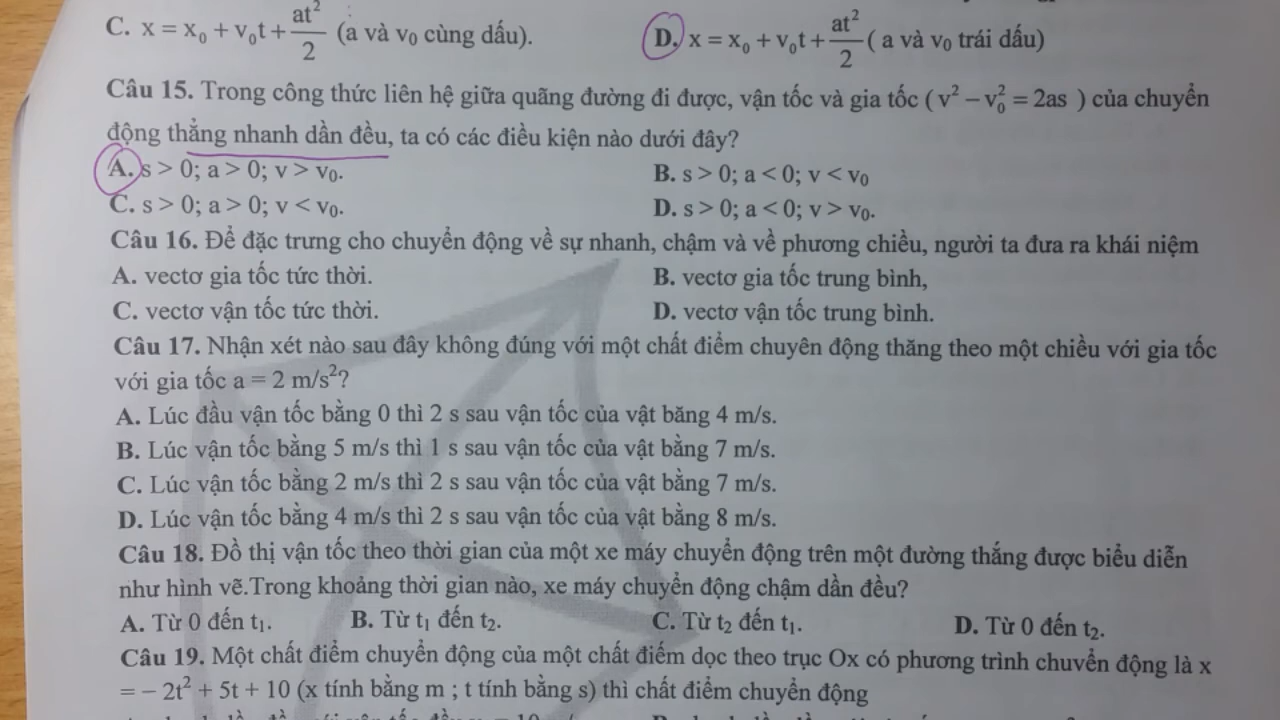 C. x = x₀ + v₀t + at²/2 (a và v₀ cùng dấu).
D. x = x₀ + v₀t + at²/2 ( a và v₀ trái dấu)
Câu 15. Trong công thức liên hệ giữa quãng đường đi được, vận tốc và gia tốc ( v² – v₀² = 2as ) của chuyển
động thẳng nhanh dần đều, ta có các điều kiện nào dưới đây?
A. s > 0; a > 0; v > v₀.
B. s > 0; a < 0; v < v₀
C. s > 0; a > 0; v < v₀.
D. s > 0; a < 0; v > v₀.
Câu 16. Để đặc trưng cho chuyển động về sự nhanh, chậm và về phương chiều, người ta đưa ra khái niệm
A. vectơ gia tốc tức thời.
B. vectơ gia tốc trung bình,
C. vectơ vận tốc tức thời.
D. vectơ vận tốc trung bình.
Câu 17. Nhận xét nào sau đây không đúng với một chất điểm chuyên động thăng theo một chiều với gia tốc
với gia tốc a = 2 m/s²?
A. Lúc đầu vận tốc bằng 0 thì 2 s sau vận tốc của vật băng 4 m/s.
B. Lúc vận tốc bằng 5 m/s thì 1 s sau vận tốc của vật bằng 7 m/s.
C. Lúc vận tốc bằng 2 m/s thì 2 s sau vận tốc của vật bằng 7 m/s.
D. Lúc vận tốc bằng 4 m/s thì 2 s sau vận tốc của vật bằng 8 m/s.
Câu 18. Đồ thị vận tốc theo thời gian của một xe máy chuyển động trên một đường thẳng được biểu diễn
như hình vẽ.Trong khoảng thời gian nào, xe máy chuyển động chậm dần đều?
A. Từ 0 đến t₁.
B. Từ t₁ đến t₂.
C. Từ t₂ đến t₁.
D. Từ 0 đến t₂.
Câu 19. Một chất điểm chuyển động của một chất điểm dọc theo trục Ox có phương trình chuyển động là x
= – 2t² + 5t + 10 (x tính bằng m ; t tính bằng s) thì chất điểm chuyển động